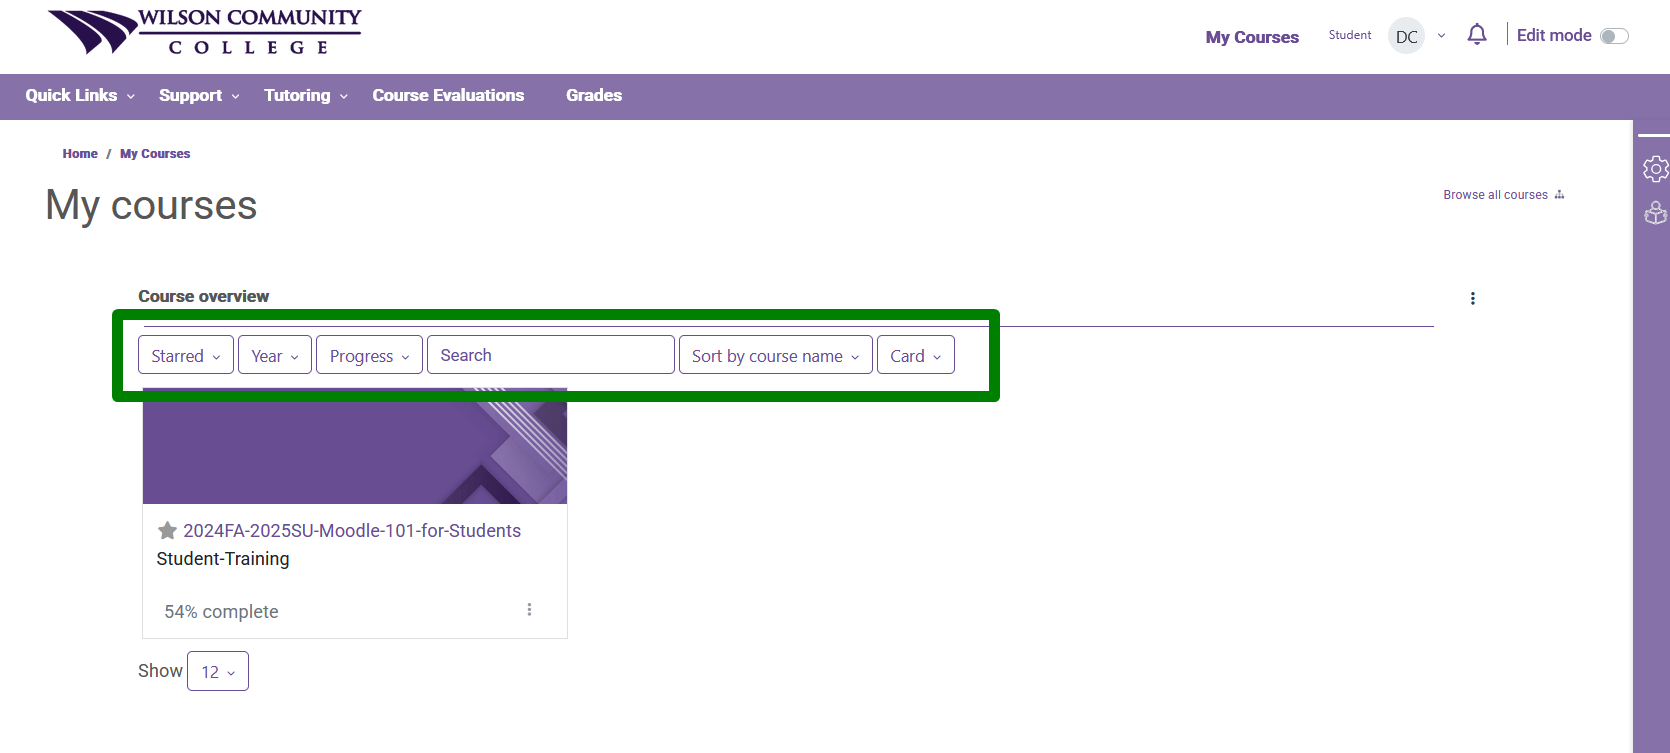 WILSON COMMUNITY
COLLEGE
My Courses Student DC Edit mode
Quick Links Support Tutoring Course Evaluations Grades
Home / My Courses
My courses
Browse all courses
Course overview
Starred Year Progress Search Sort by course name Card
2024FA-2025SU-Moodle-101-for-Students
Student-Training
54% complete
Show 12